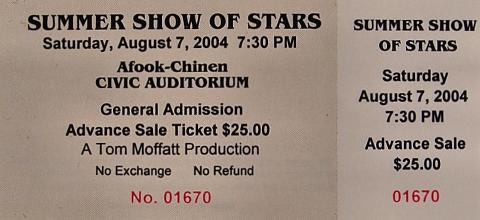 SUMMER SHOW OF STARS
Saturday, August 7, 2004 7:30 PM
Afook-Chinen
CIVIC AUDITORIUM
General Admission
Advance Sale Ticket $25.00
A Tom Moffatt Production
No Exchange No Refund
No. 01670
SUMMER SHOW
OF STARS
Saturday
August 7, 2004
7:30 PM
Advance Sale
$25.00
01670